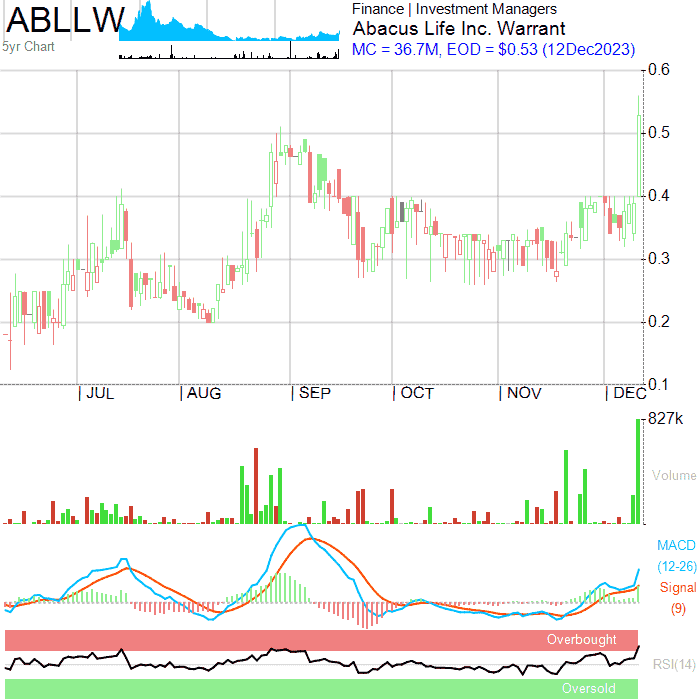 ABLLW
5yr Chart
Finance | Investment Managers
Abacus Life Inc. Warrant
MC = 36.7M, EOD = $0.53 (12Dec2023)
0.6
0.5
0.4
0.3
0.2
0.1
| JUL | AUG | SEP | OCT | NOV | DEC
827k
Volume
MACD
(12-26)
Signal
(9)
Overbought
RSI(14)
Oversold